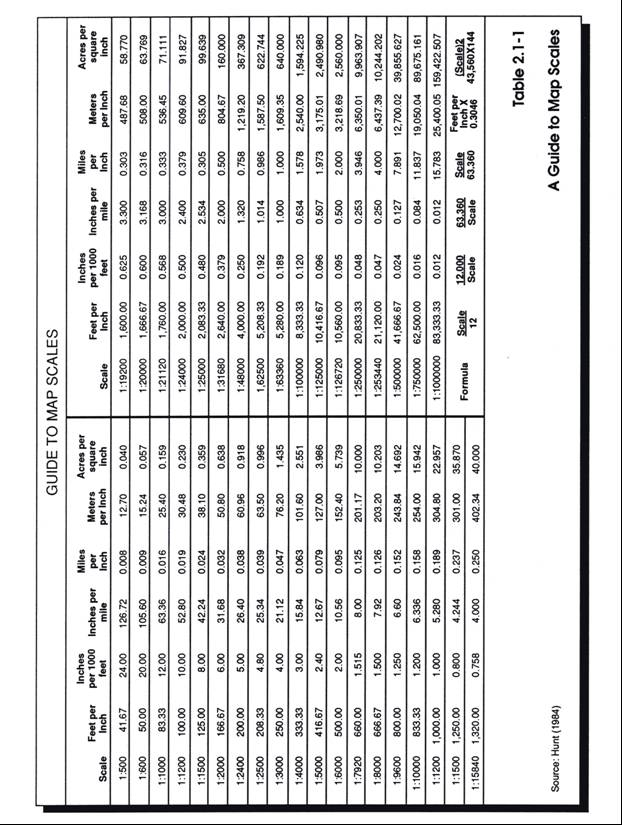 GUIDE TO MAP SCALES
Scale Feet per Inch Inches per 1000 feet Inches per mile Miles per Inch Meters per Inch Acres per square inch
1:500 41.67 24.00 126.72 0.008 12.70 0.040
1:600 50.00 20.00 105.60 0.009 15.24 0.057
1:1000 83.33 12.00 63.36 0.016 25.40 0.159
1:1200 100.00 10.00 52.80 0.019 30.48 0.230
1:1500 125.00 8.00 42.24 0.024 38.10 0.359
1:2000 166.67 6.00 31.68 0.032 50.80 0.638
1:2400 200.00 5.00 26.40 0.038 60.96 0.918
1:2500 208.33 4.80 25.34 0.039 63.50 0.996
1:3000 250.00 4.00 21.12 0.047 76.20 1.435
1:4000 333.33 3.00 15.84 0.063 101.60 2.551
1:5000 416.67 2.40 12.67 0.079 127.00 3.986
1:6000 500.00 2.00 10.56 0.095 152.40 5.739
1:7920 660.00 1.515 8.00 0.125 201.17 10.000
1:8000 666.67 1.500 7.92 0.126 203.20 10.203
1:9600 800.00 1.250 6.60 0.152 243.84 14.692
1:10000 833.33 1.200 6.336 0.158 254.00 15.942
1:1200 1,000.00 1.000 5.280 0.189 304.80 22.957
1:1500 1,250.00 0.800 4.244 0.237 301.00 35.870
1:15840 1,320.00 0.758 4.000 0.250 402.34 40.000
Scale Feet per Inch Inches per 1000 feet Inches per mile Miles per Inch Meters per Inch Acres per square inch
1:19200 1,600.00 0.625 3.300 0.303 487.68 58.770
1:20000 1,666.67 0.600 3.168 0.316 508.00 63.769
1:21120 1,760.00 0.568 3.000 0.333 536.45 71.111
1:24000 2,000.00 0.500 2.400 0.379 609.60 91.827
1:25000 2,083.33 0.480 2.534 0.305 635.00 99.639
1:31680 2,640.00 0.379 2.000 0.500 804.67 160.000
1:48000 4,000.00 0.250 1.320 0.758 1,219.20 367.309
1,62500 5,208.33 0.192 1.014 0.986 1,587.50 622.744
1:63360 5,280.00 0.189 1.000 1.000 1,609.35 640.000
1:100000 8,333.33 0.120 0.634 1.578 2,540.00 1,594.225
1:125000 10,416.67 0.096 0.507 1.973 3,175.01 2,490.980
1:126720 10,560.00 0.095 0.500 2.000 3,218.69 2,560.000
1:250000 20,833.33 0.048 0.253 3.946 6,350.01 9,963.907
1:253440 21,120.00 0.047 0.250 4.000 6,437.39 10,244.202
1:500000 41,666.67 0.024 0.127 7.891 12,700.02 39,855.627
1:750000 62,500.00 0.016 0.084 11.837 19,050.04 89,675.161
1:1000000 83,333.33 0.012 0.012 15.783 25,400.05 159,422.507
Formula Scale 12 12.000 Scale 63.360 Scale Scale 63.360 Feet per Inch X 0.3046 (Scale)2 43,560X144
Table 2.1-1
Source: Hunt (1984) A Guide to Map Scales